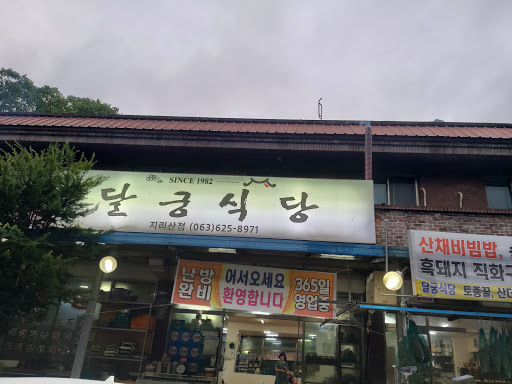 SINCE 1982
달궁식당
지리산점 (063)625-8971
난방완비
어서오세요
환영합니다
365일
영업중
산채비빔밥,
흑돼지 직화구
달궁식당 토종꿀,